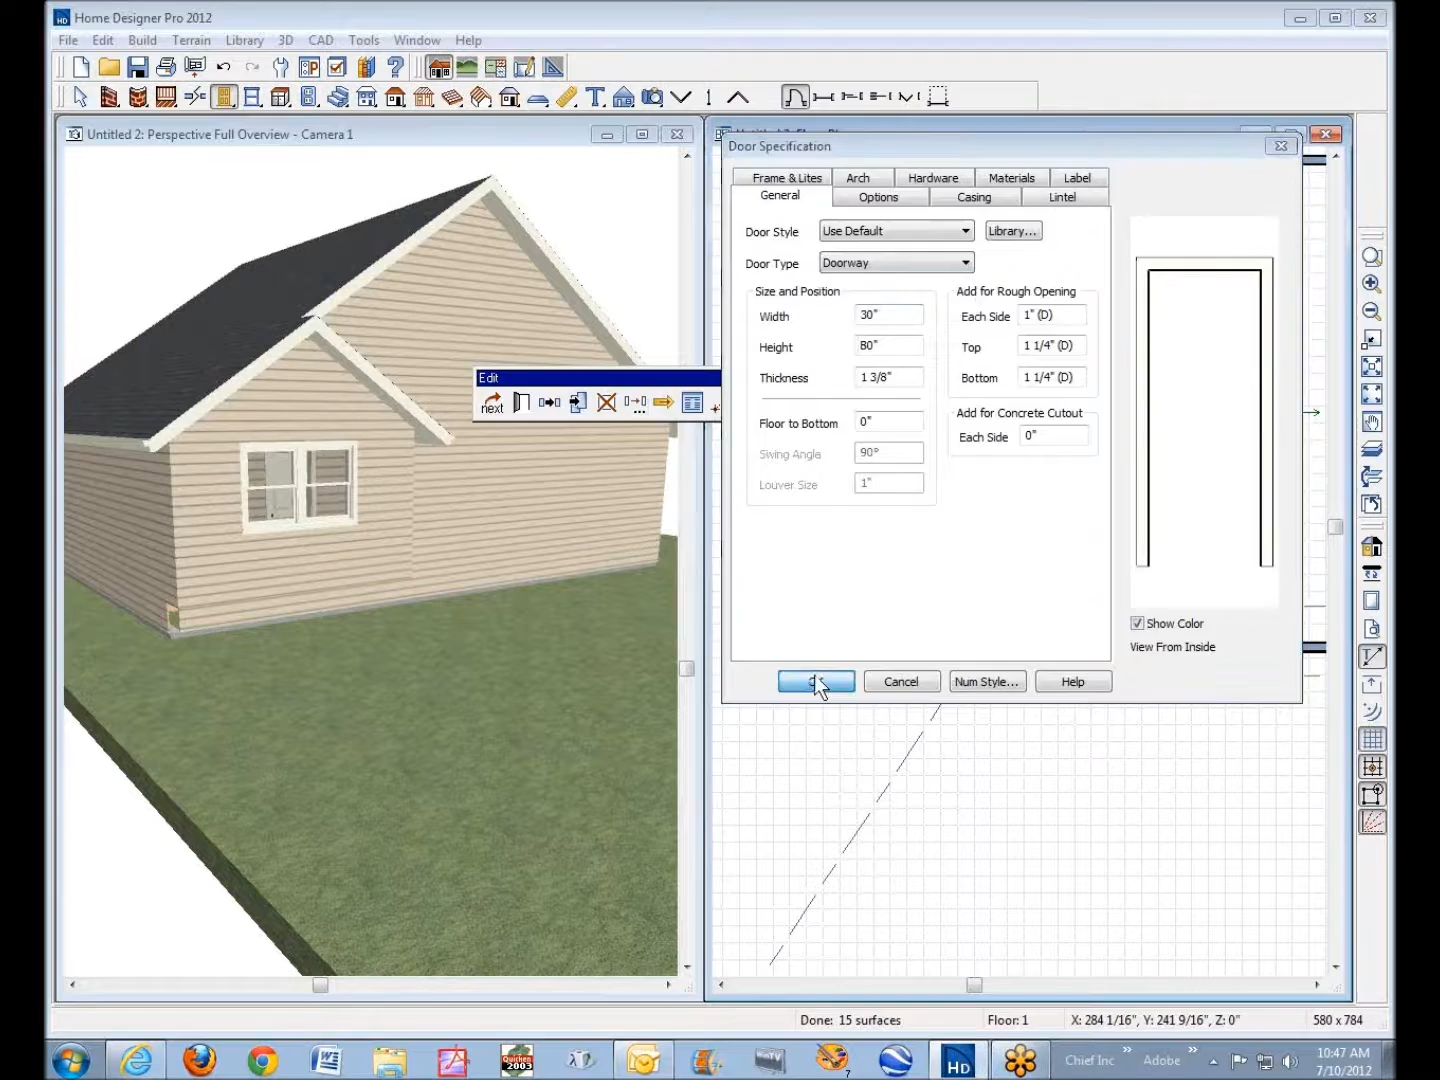 Home Designer Pro 2012
File Edit Build Terrain Library 3D CAD Tools Window Help
Untitled 2: Perspective Full Overview - Camera 1
Door Specification
Frame & Lites Arch Hardware Materials Label
General Options Casing Lintel
Door Style Use Default Library...
Door Type Doorway
Size and Position
Width 30"
Height 80"
Thickness 1 3/8"
Floor to Bottom 0"
Swing Angle 90°
Louver Size 1"
Add for Rough Opening
Each Side 1" (D)
Top 1 1/4" (D)
Bottom 1 1/4" (D)
Add for Concrete Cutout
Each Side 0"
Edit
next
Show Color
View From Inside
Cancel Num Style... Help
Done: 15 surfaces Floor: 1 X: 284 1/16", Y: 241 9/16", Z: 0" 580 x 784
Quicken
2003
HD
Chief Inc » Adobe »
10:47 AM
7/10/2012